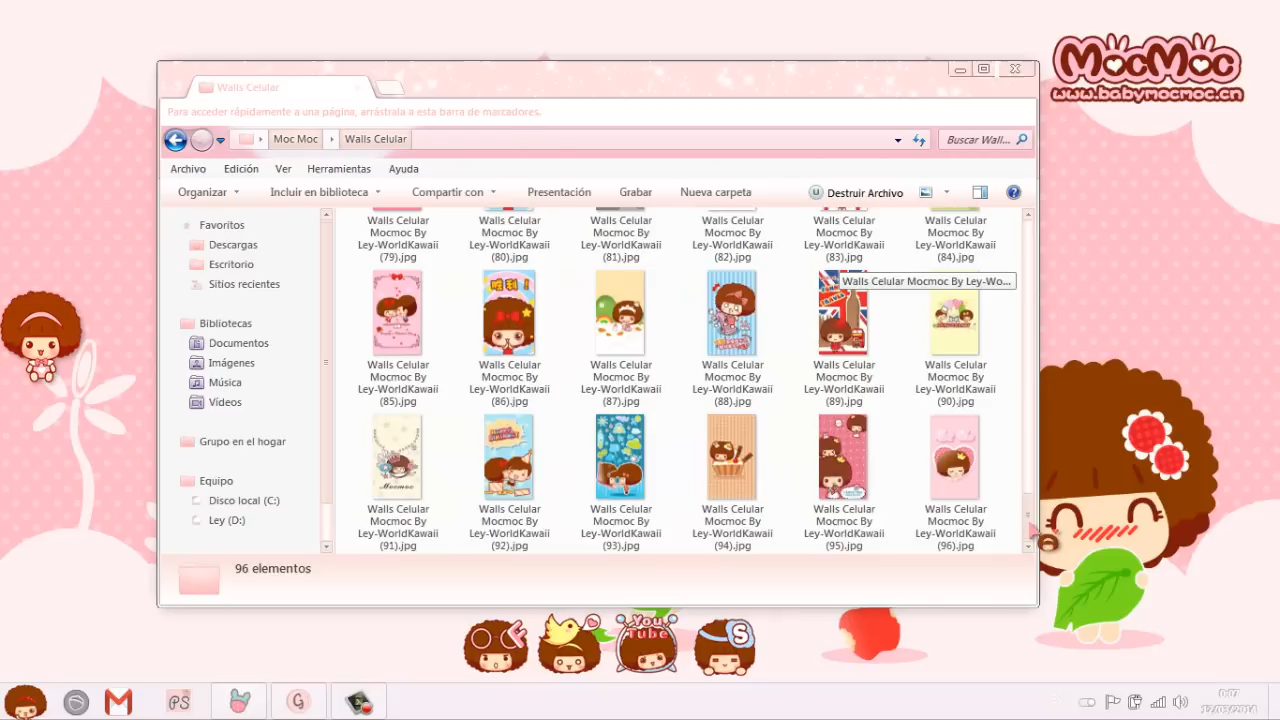 MocMoc
www.babymocmoc.cn
Walls Celular
Para acceder rápidamente a una página, arrástrala a esta barra de marcadores.
Moc Moc
Walls Celular
Buscar Wall...
Archivo Edición Ver Herramientas Ayuda
Organizar Incluir en biblioteca Compartir con Presentación Grabar Nueva carpeta Destruir Archivo
Favoritos
Descargas
Escritorio
Sitios recientes
Bibliotecas
Documentos
Imágenes
Música
Vídeos
Grupo en el hogar
Equipo
Disco local (C:)
Ley (D:)
Walls Celular
Mocmoc By
Ley-WorldKawaii
(79).jpg
Walls Celular
Mocmoc By
Ley-WorldKawaii
(80).jpg
Walls Celular
Mocmoc By
Ley-WorldKawaii
(81).jpg
Walls Celular
Mocmoc By
Ley-WorldKawaii
(82).jpg
Walls Celular
Mocmoc By
Ley-WorldKawaii
(83).jpg
Walls Celular
Mocmoc By
Ley-WorldKawaii
(84).jpg
胜利!
Walls Celular Mocmoc By Ley-Wo...
Walls Celular
Mocmoc By
Ley-WorldKawaii
(85).jpg
Walls Celular
Mocmoc By
Ley-WorldKawaii
(86).jpg
Walls Celular
Mocmoc By
Ley-WorldKawaii
(87).jpg
Walls Celular
Mocmoc By
Ley-WorldKawaii
(88).jpg
Walls Celular
Mocmoc By
Ley-WorldKawaii
(89).jpg
Walls Celular
Mocmoc By
Ley-WorldKawaii
(90).jpg
Mocmoc
Walls Celular
Mocmoc By
Ley-WorldKawaii
(91).jpg
Walls Celular
Mocmoc By
Ley-WorldKawaii
(92).jpg
Walls Celular
Mocmoc By
Ley-WorldKawaii
(93).jpg
Walls Celular
Mocmoc By
Ley-WorldKawaii
(94).jpg
Walls Celular
Mocmoc By
Ley-WorldKawaii
(95).jpg
Walls Celular
Mocmoc By
Ley-WorldKawaii
(96).jpg
96 elementos
You
Tube
S
PS
G
0:07
12/03/2014